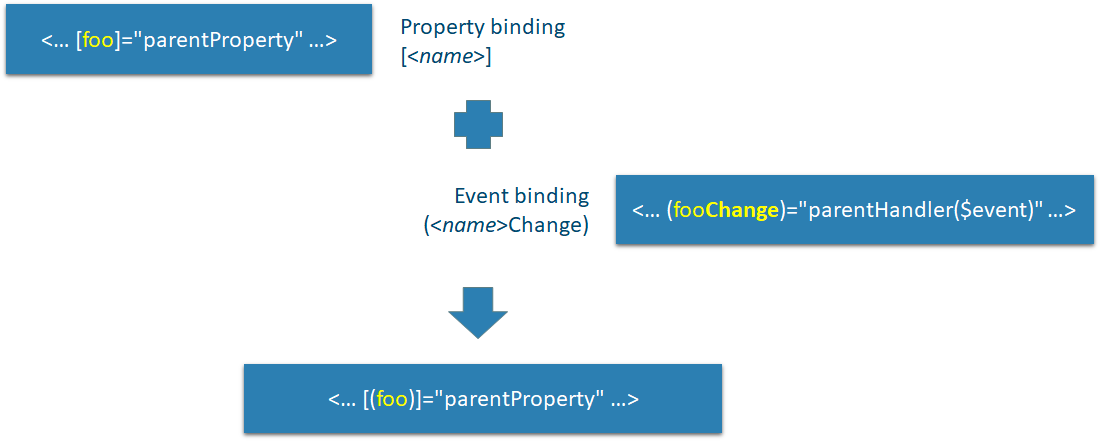 <... [foo]="parentProperty" ...>
Property binding
[<name>]
Event binding
(<name>Change)
<... (fooChange)="parentHandler($event)" ...>
<... [(foo)]="parentProperty" ...>